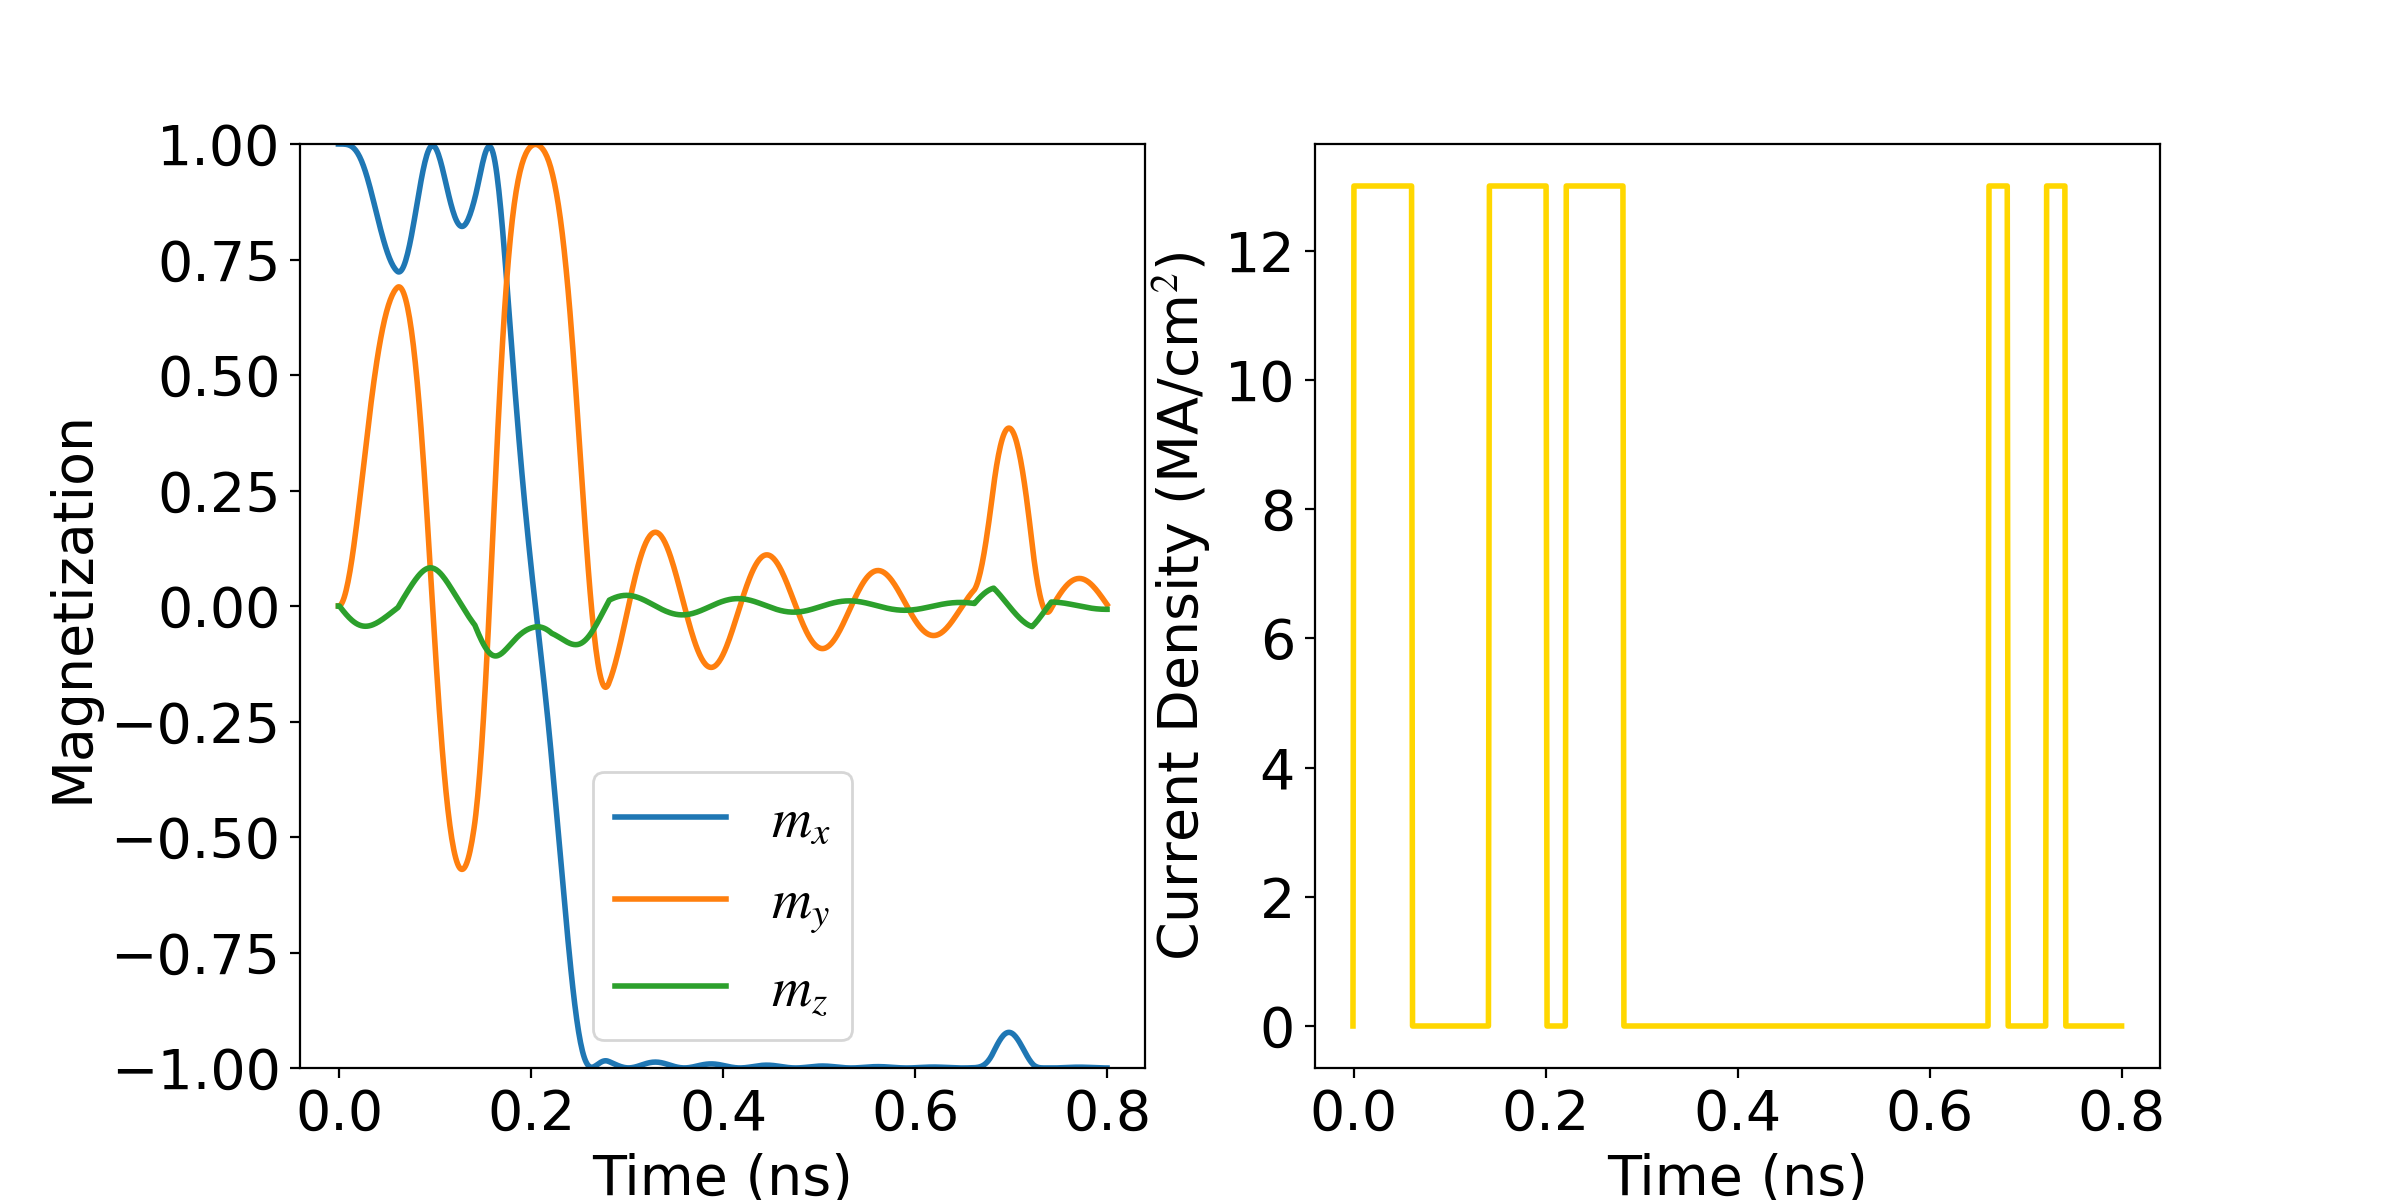 Magnetization
1.00
0.75
0.50
0.25
0.00
−0.25
−0.50
−0.75
−1.00
0.0 0.2 0.4 0.6 0.8
Time (ns)
m_x
m_y
m_z
Current Density (MA/cm²)
12
10
8
6
4
2
0
0.0 0.2 0.4 0.6 0.8
Time (ns)